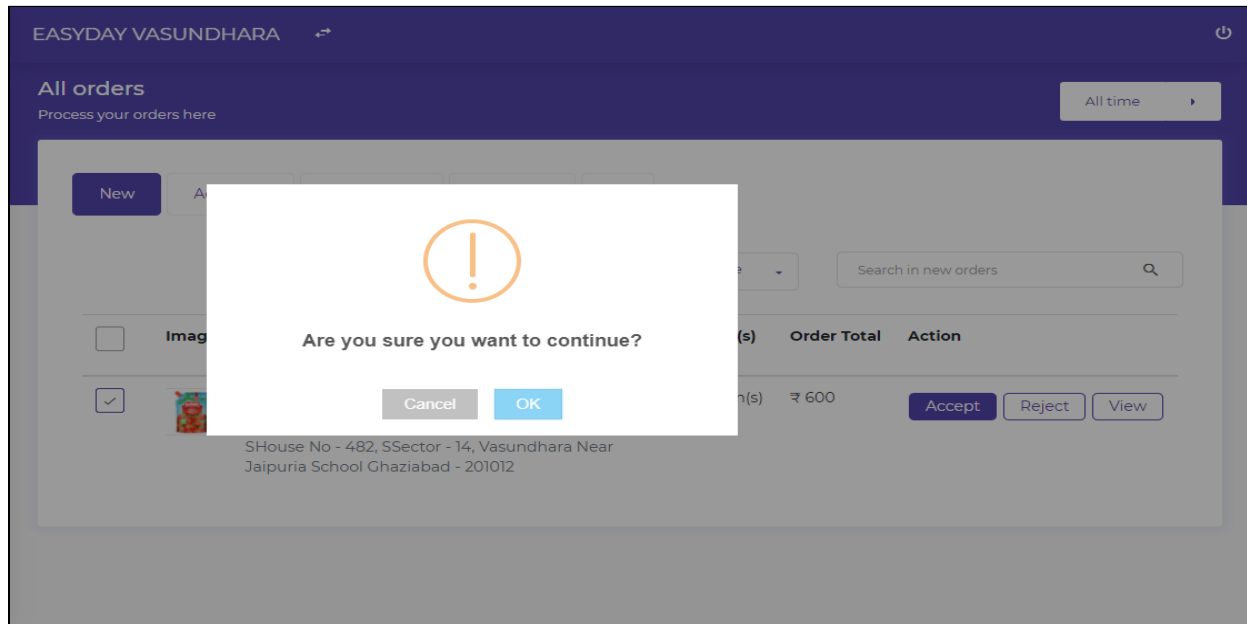 EASYDAY VASUNDHARA
All orders
Process your orders here
All time
New
Search in new orders
Are you sure you want to continue?
Order Total Action
₹ 600
Accept Reject View
Cancel OK
SHouse No - 482, SSector - 14, Vasundhara Near
Jaipuria School Ghaziabad - 201012